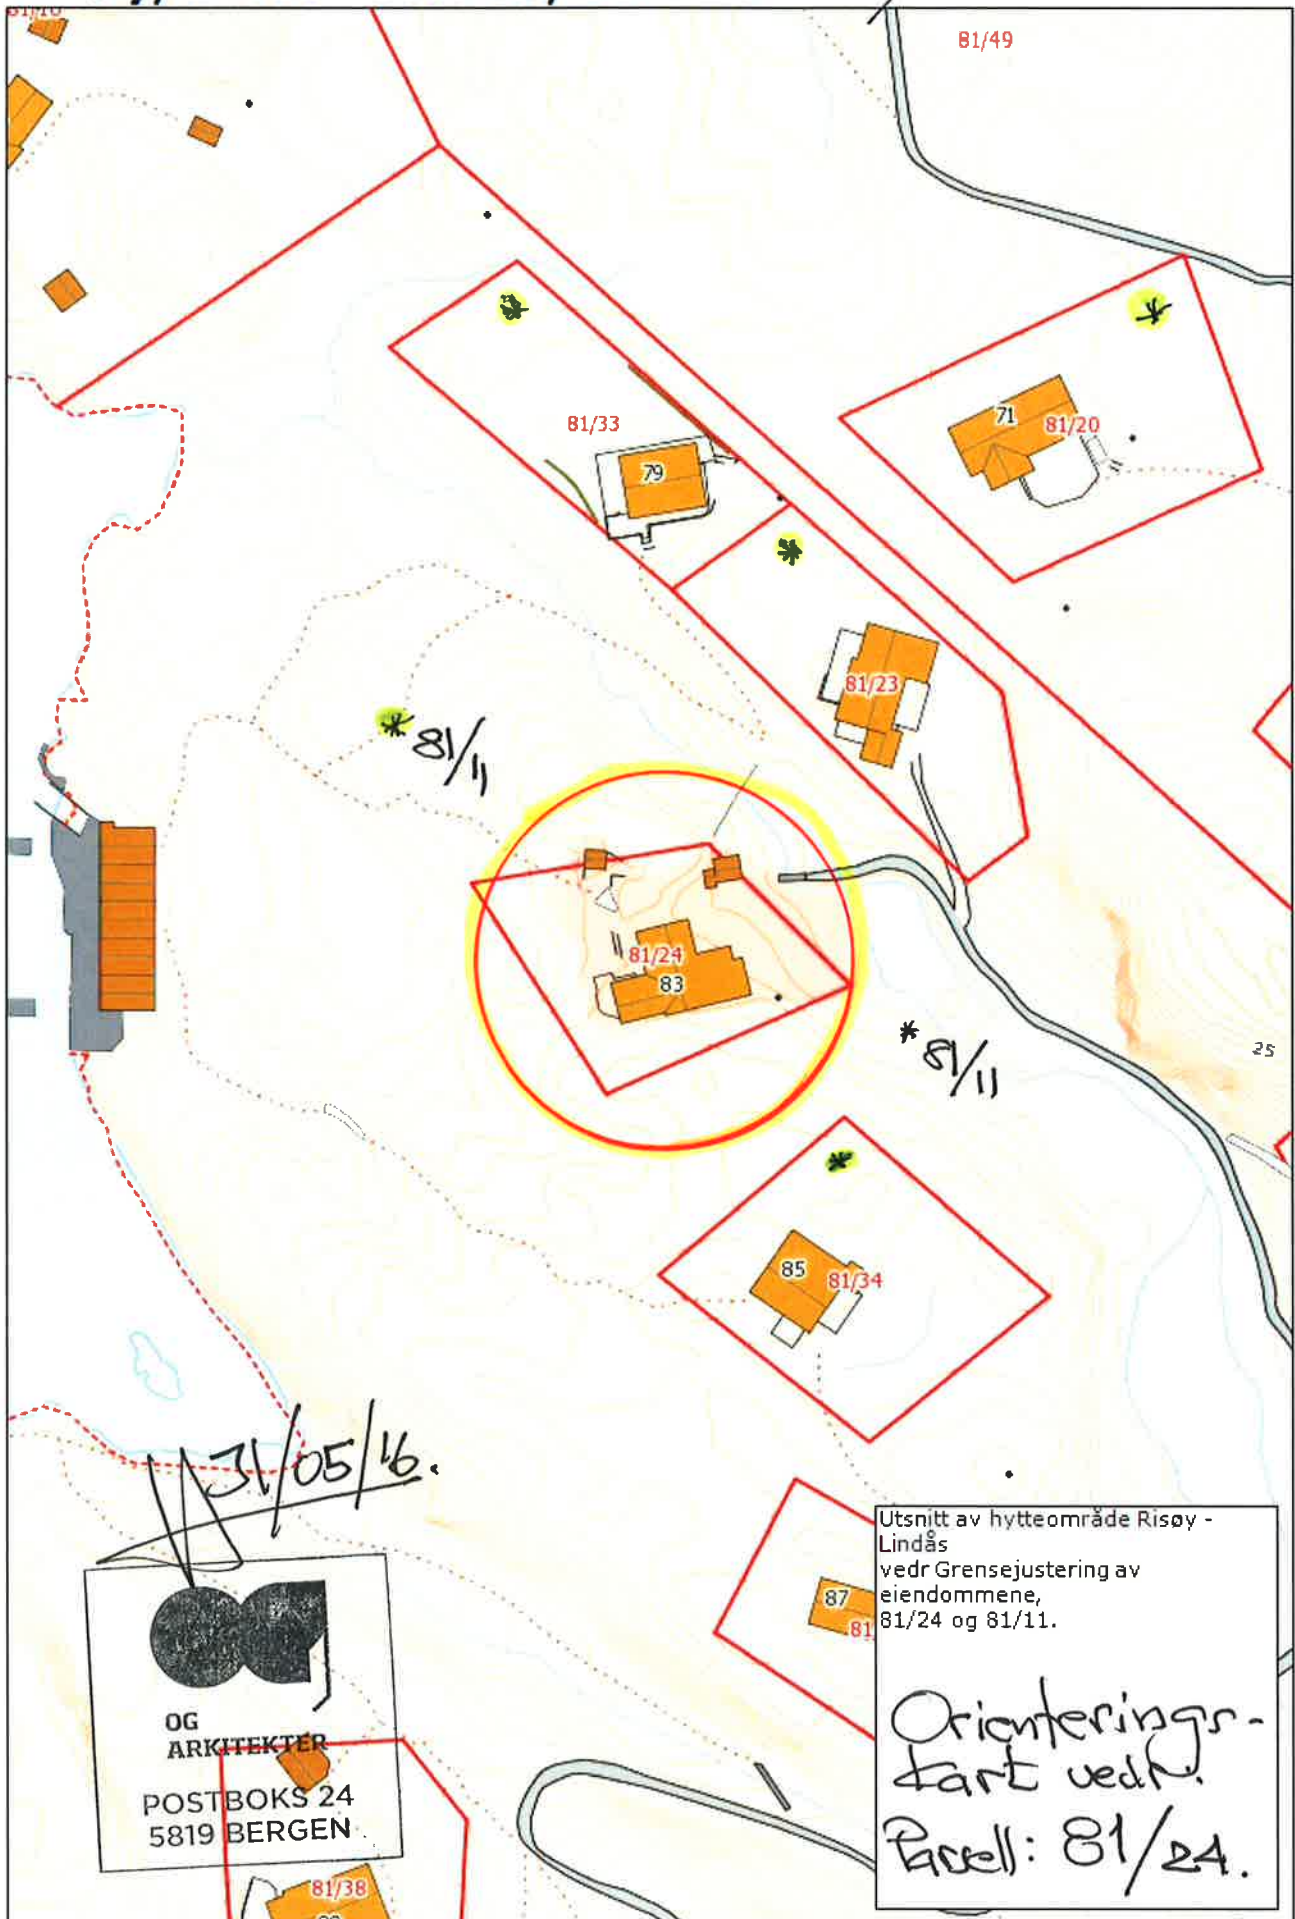 81/49
81/33
79
71
81/20
81/23
81/11
81/24
83
81/11
25
85
81/34
31/05/16.
87
81/
Utsnitt av hytteområde Risøy -
Lindås
vedr Grensejustering av
eiendommene,
81/24 og 81/11.
Orienterings-
kart vedr.
Parsell: 81/24.
OG
ARKITEKTER
POSTBOKS 24
5819 BERGEN
81/38